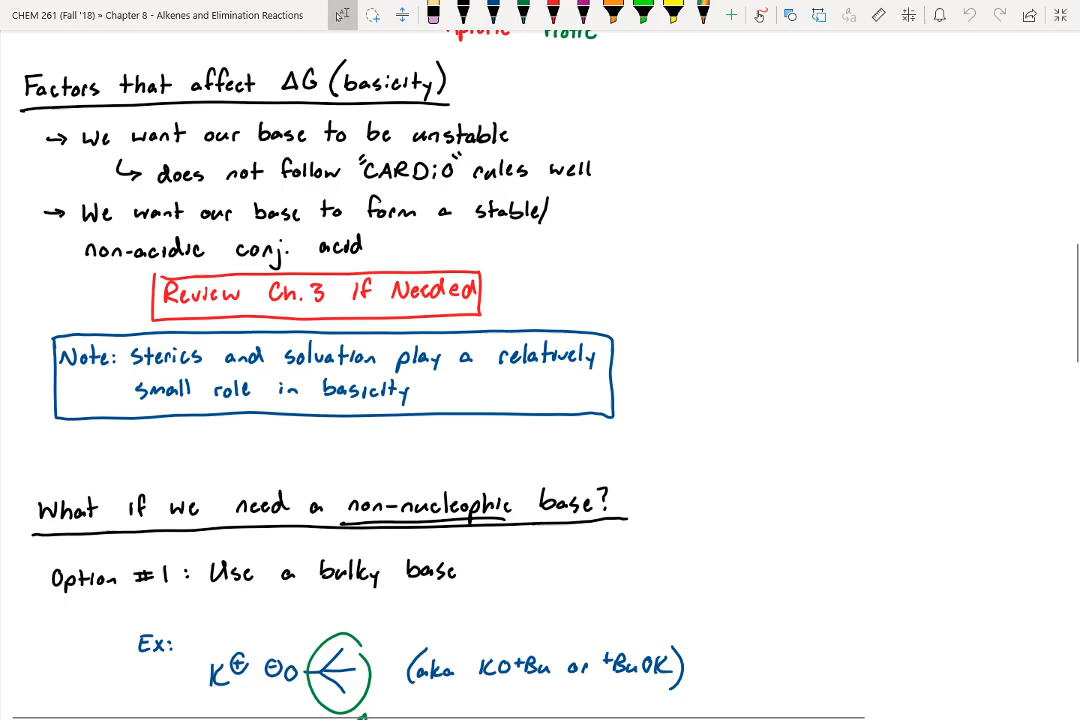 CHEM 261 (Fall '18) » Chapter 8 - Alkenes and Elimination Reactions
Factors that affect ΔG (basicity)
→ We want our base to be unstable
↳ does not follow "CARDiO" rules well
→ We want our base to form a stable/
non-acidic conj. acid
Review Ch. 3 if Needed
Note: sterics and solvation play a relatively
small role in basicity
What if we need a non-nucleophic base?
Option #1: Use a bulky base
Ex:
K⊕ ⊖O (aka KOtBu or tBuOK)